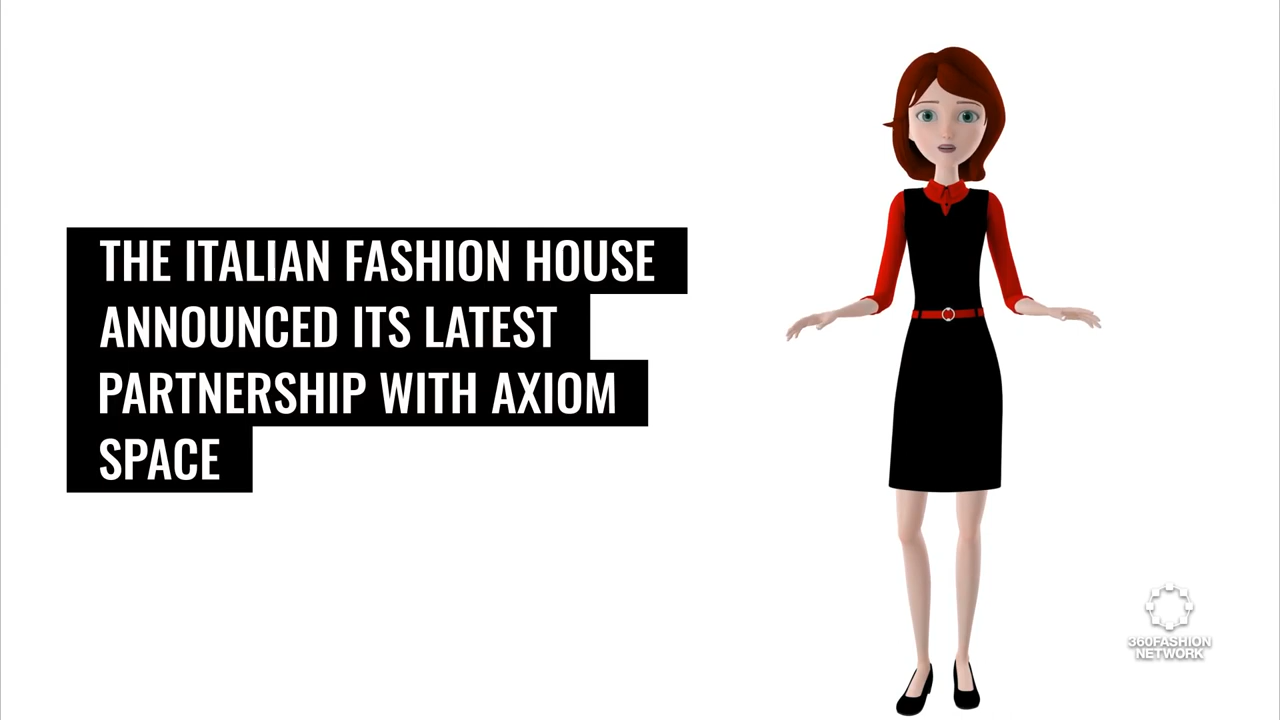 THE ITALIAN FASHION HOUSE
ANNOUNCED ITS LATEST
PARTNERSHIP WITH AXIOM
SPACE
360FASHION
NETWORK